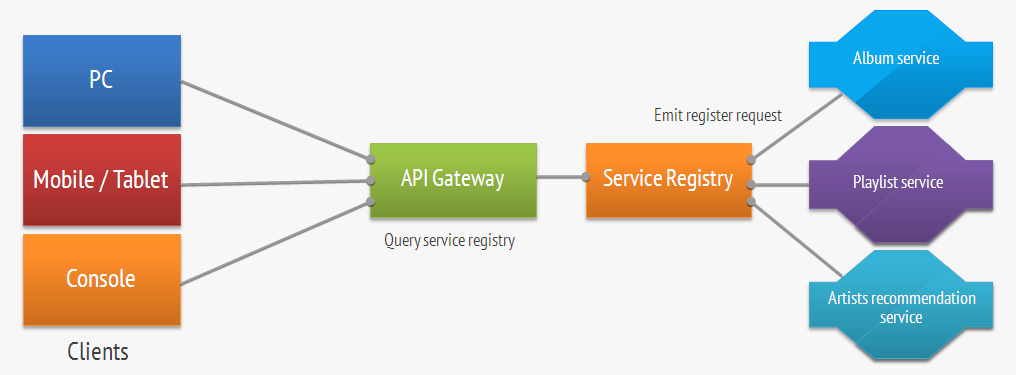 PC
Mobile / Tablet
Console
Clients
API Gateway
Query service registry
Service Registry
Emit register request
Album service
Playlist service
Artists recommendation
service